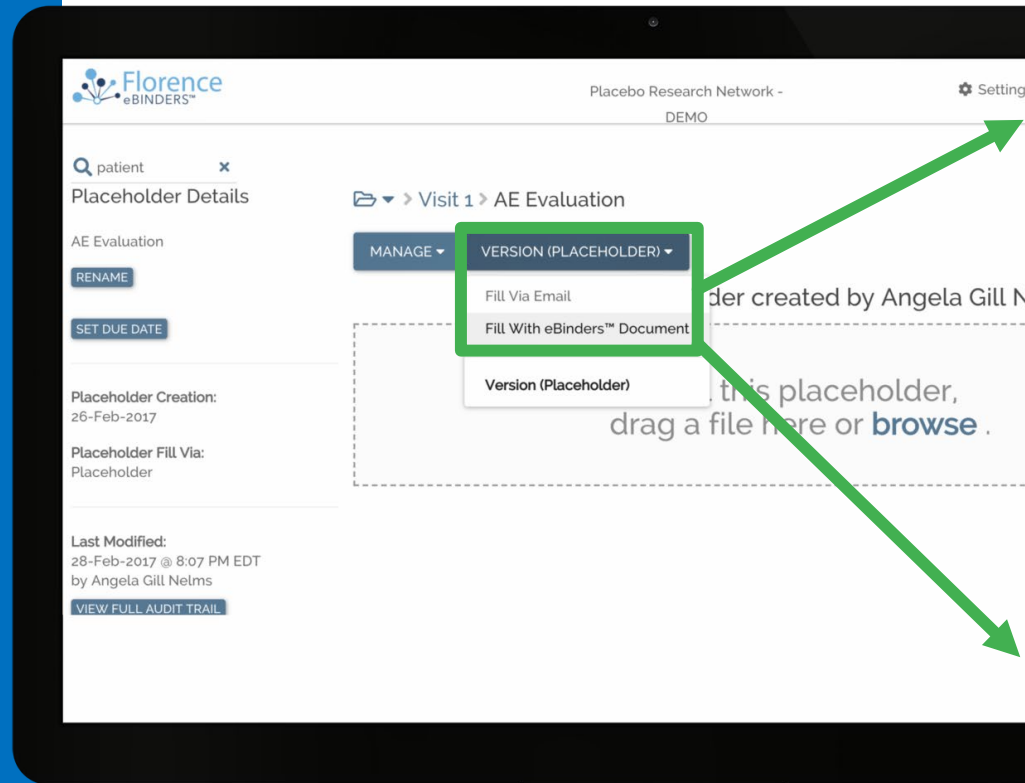 Florence
eBINDERS™
Placebo Research Network -
DEMO
Setting
patient
Placeholder Details
AE Evaluation
RENAME
SET DUE DATE
Placeholder Creation:
26-Feb-2017
Placeholder Fill Via:
Placeholder
Last Modified:
28-Feb-2017 @ 8:07 PM EDT
by Angela Gill Nelms
VIEW FULL AUDIT TRAIL
> Visit 1 > AE Evaluation
MANAGE
VERSION (PLACEHOLDER)
Fill Via Email
Fill With eBinders™ Document
Version (Placeholder)
der created by Angela Gill N
this placeholder,
drag a file here or browse .